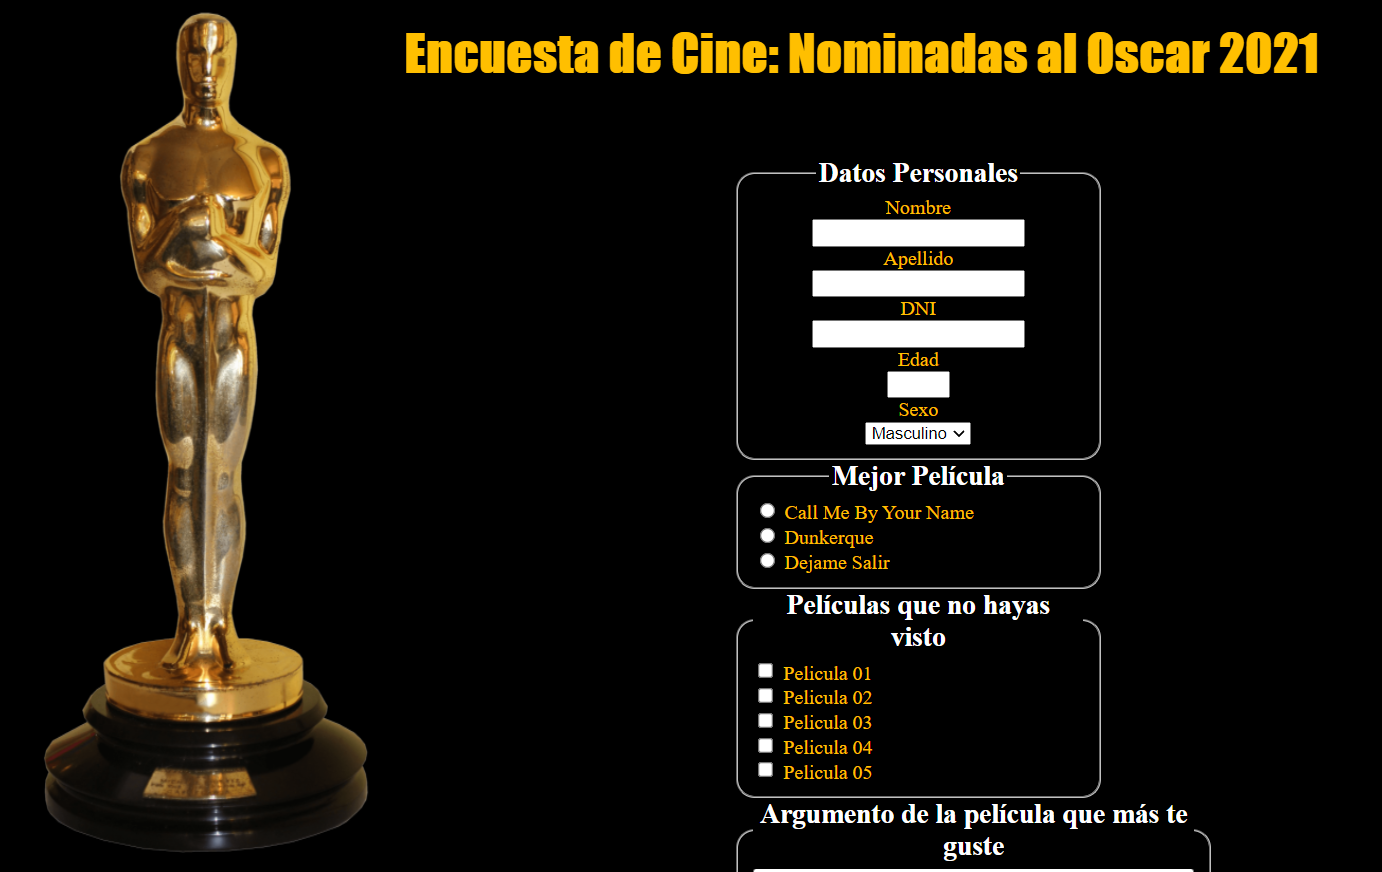 Encuesta de Cine: Nominadas al Oscar 2021
Datos Personales
Nombre
Apellido
DNI
Edad
Sexo
Masculino
Mejor Película
Call Me By Your Name
Dunkerque
Dejame Salir
Películas que no hayas
visto
Pelicula 01
Pelicula 02
Pelicula 03
Pelicula 04
Pelicula 05
Argumento de la película que más te
guste